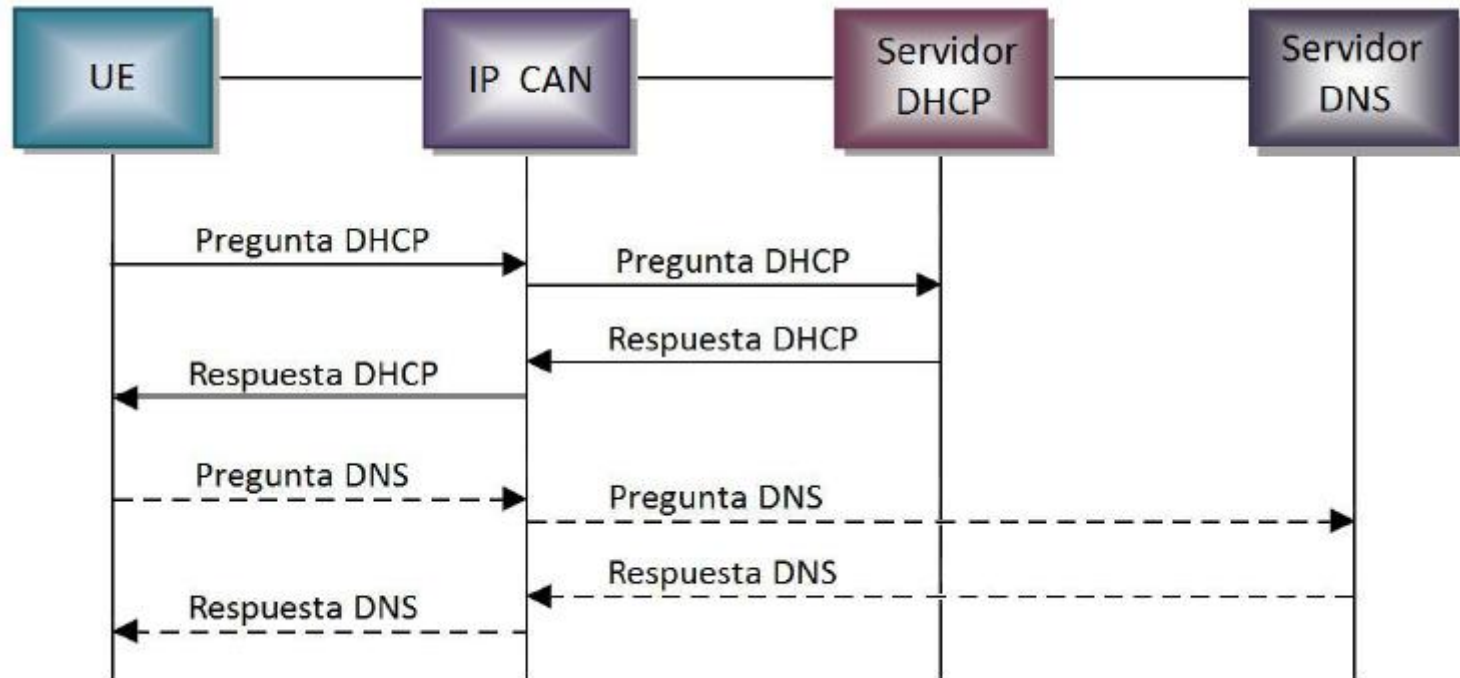 UE
IP CAN
Servidor
DHCP
Servidor
DNS
Pregunta DHCP
Pregunta DHCP
Respuesta DHCP
Respuesta DHCP
Pregunta DNS
Pregunta DNS
Respuesta DNS
Respuesta DNS